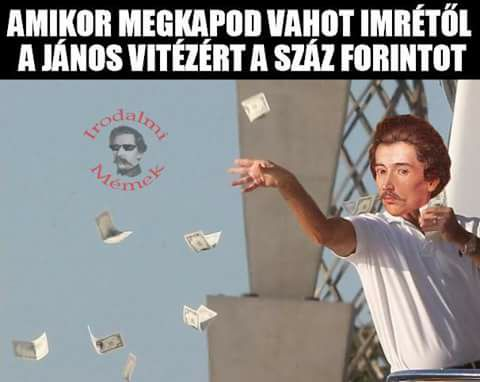 AMIKOR MEGKAPOD VAHOT IMRÉTŐL
A JÁNOS VITÉZÉRT A SZÁZ FORINTOT
Irodalmi
Mémek